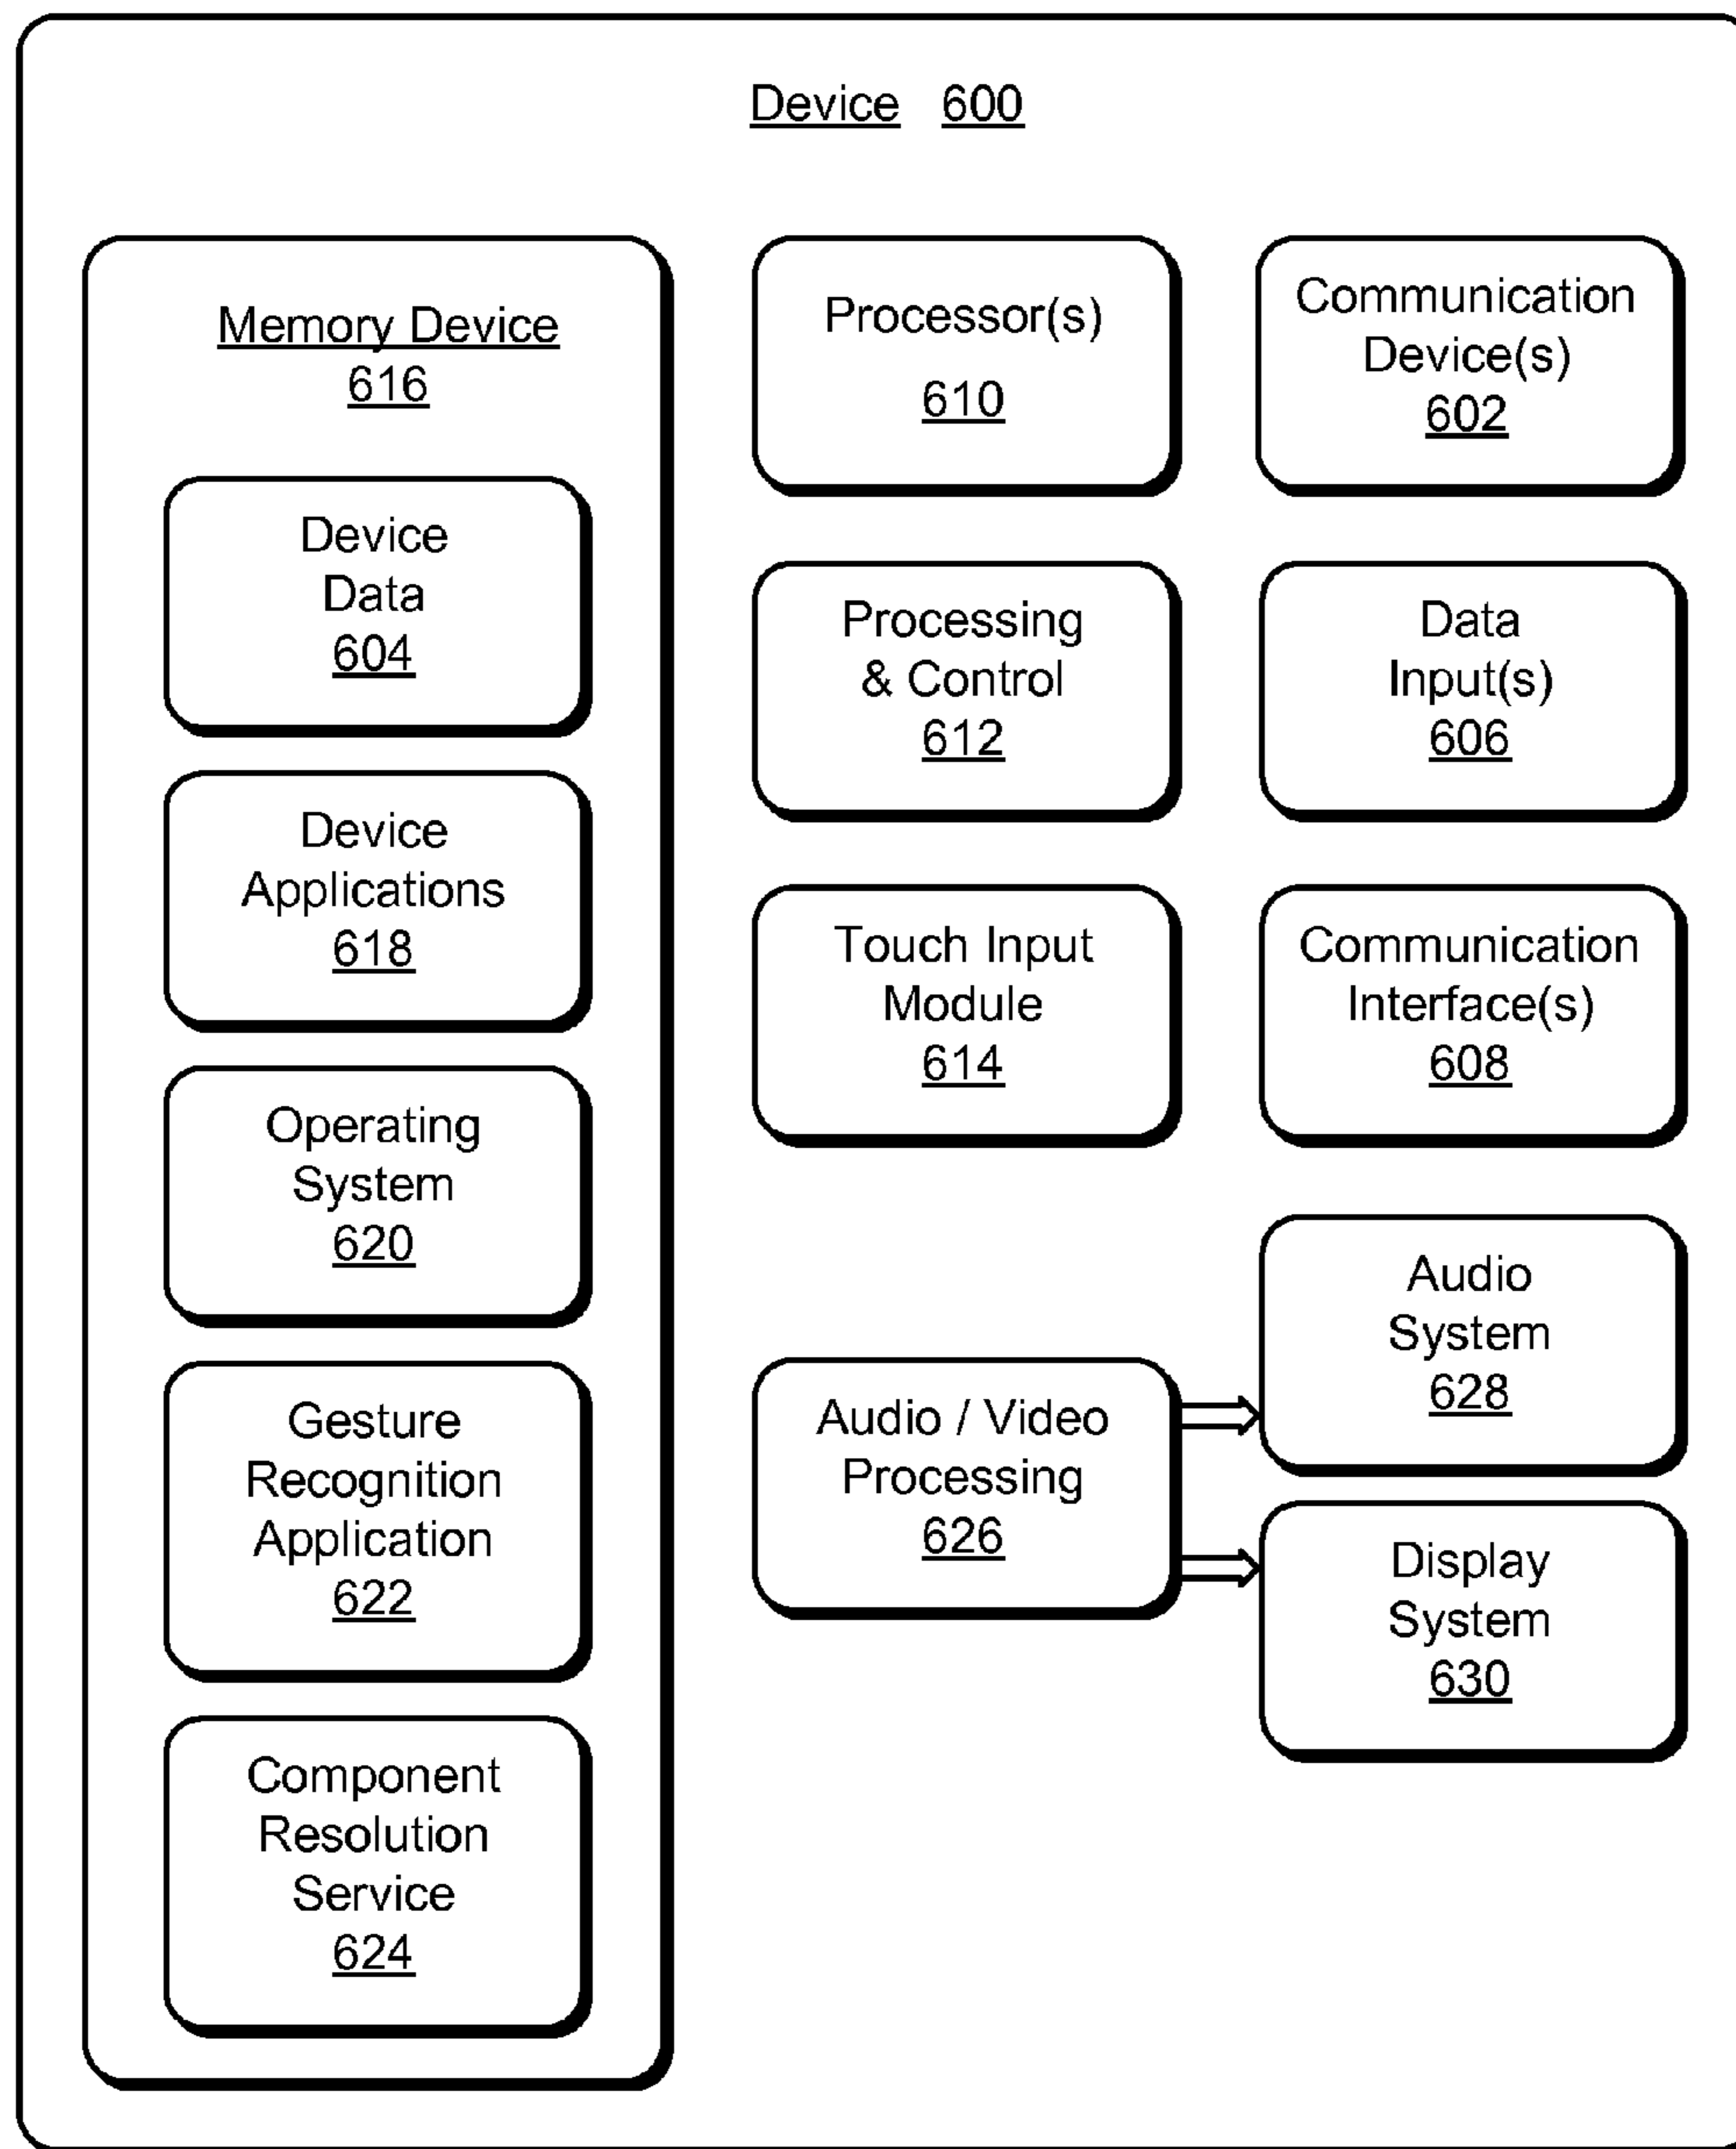 Device 600
Memory Device
616
Device
Data
604
Device
Applications
618
Operating
System
620
Gesture
Recognition
Application
622
Component
Resolution
Service
624
Processor(s)
610
Processing
& Control
612
Touch Input
Module
614
Audio / Video
Processing
626
Communication
Device(s)
602
Data
Input(s)
606
Communication
Interface(s)
608
Audio
System
628
Display
System
630